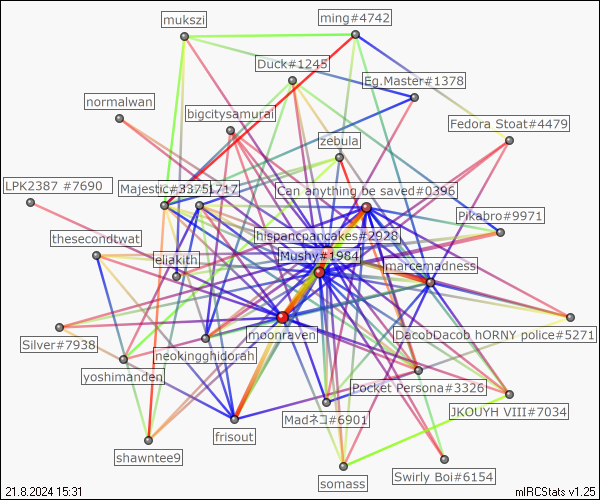 mukszi
ming#4742
Duck#1245
Eg.Master#1378
normalwan
bigcitysamurai
zebula
Fedora Stoat#4479
LPK2387 #7690
Majestic#3375
1717
Can anything be saved#0396
Pikabro#9971
thesecondtwat
hispancpancakes#2928
eliakith
Mushy#1984
marcemadness
Silver#7938
neokingghidorah
moonraven
DacobDacob hORNY police#5271
yoshimanden
Pocket Persona#3326
Madネコ#6901
JKOUYH VIII#7034
frisout
shawntee9
somass
Swirly Boi#6154
21.8.2024 15:31
mIRCStats v1.25